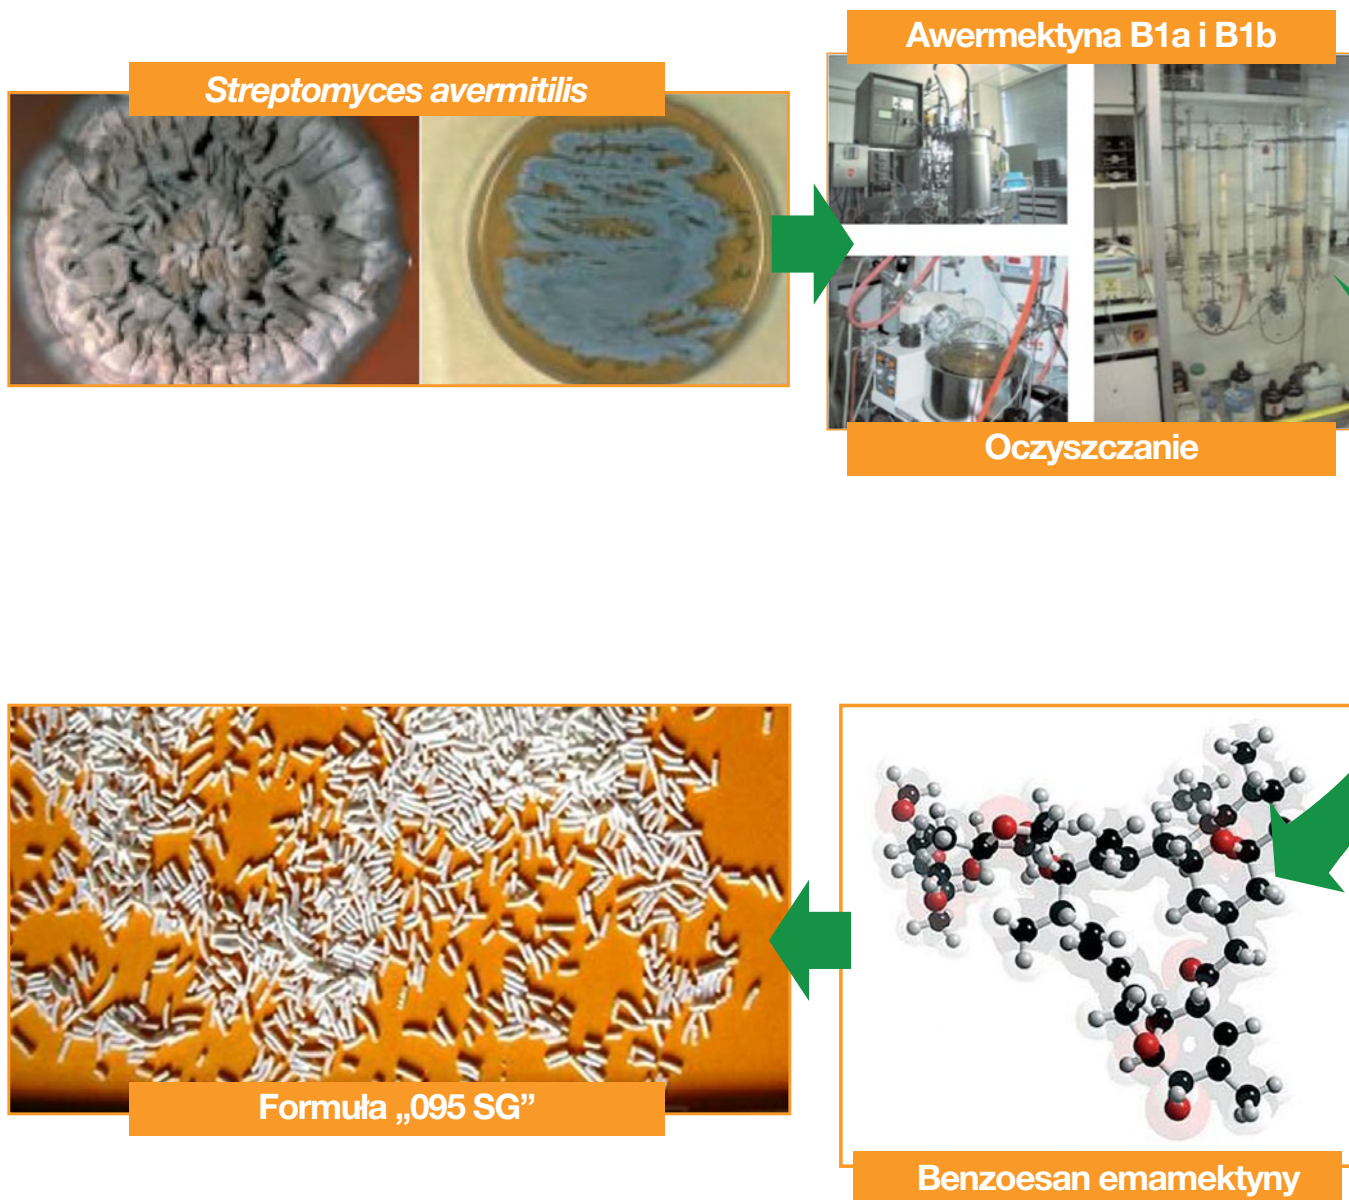 Awermektyna B1a i B1b
Streptomyces avermitilis
Oczyszczanie
Formuła „095 SG”
Benzoesan emamektyny